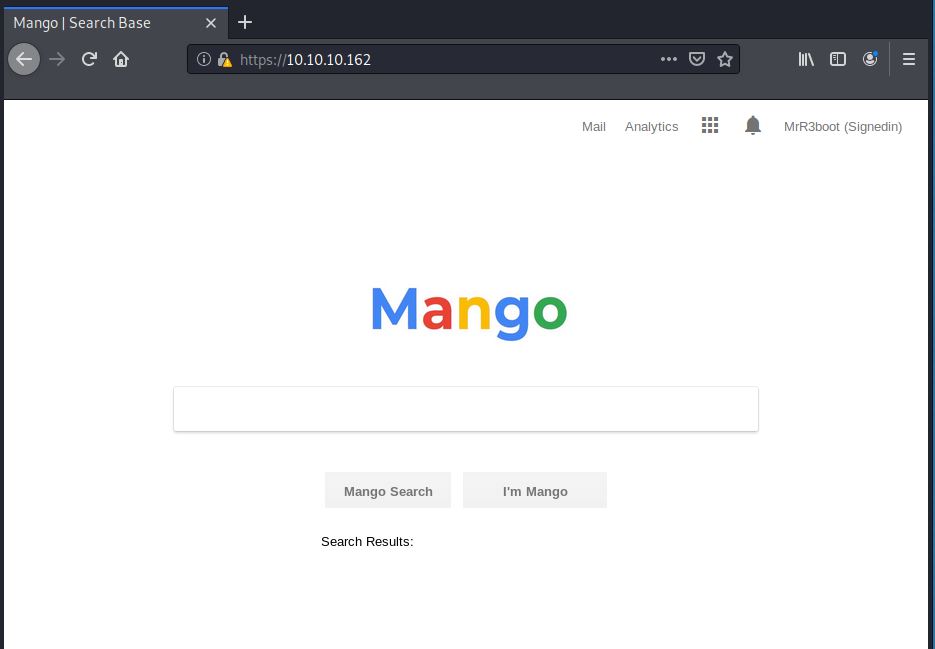 Mango | Search Base
https://10.10.10.162
Mail Analytics MrR3boot (Signedin)
Mango
Mango Search I'm Mango
Search Results: